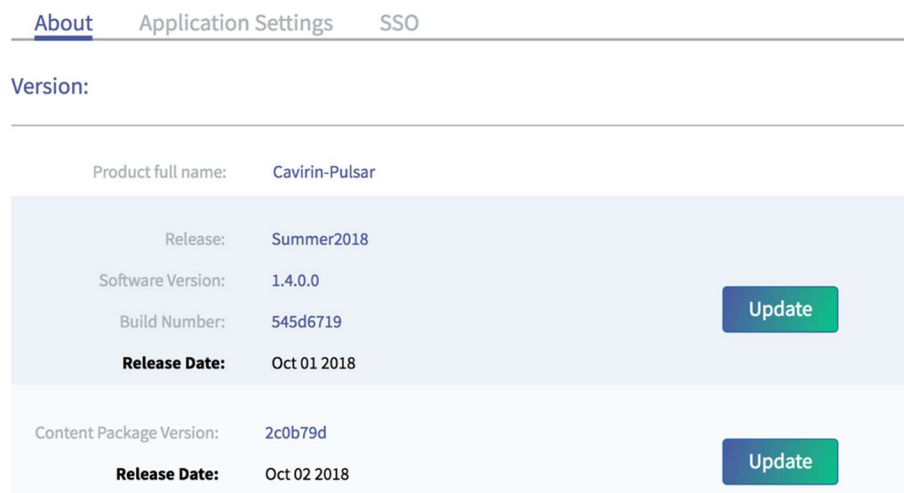 About Application Settings SSO
Version:
Product full name: Cavirin-Pulsar
Release: Summer2018
Software Version: 1.4.0.0
Build Number: 545d6719
Update
Release Date: Oct 01 2018
Content Package Version: 2c0b79d
Update
Release Date: Oct 02 2018